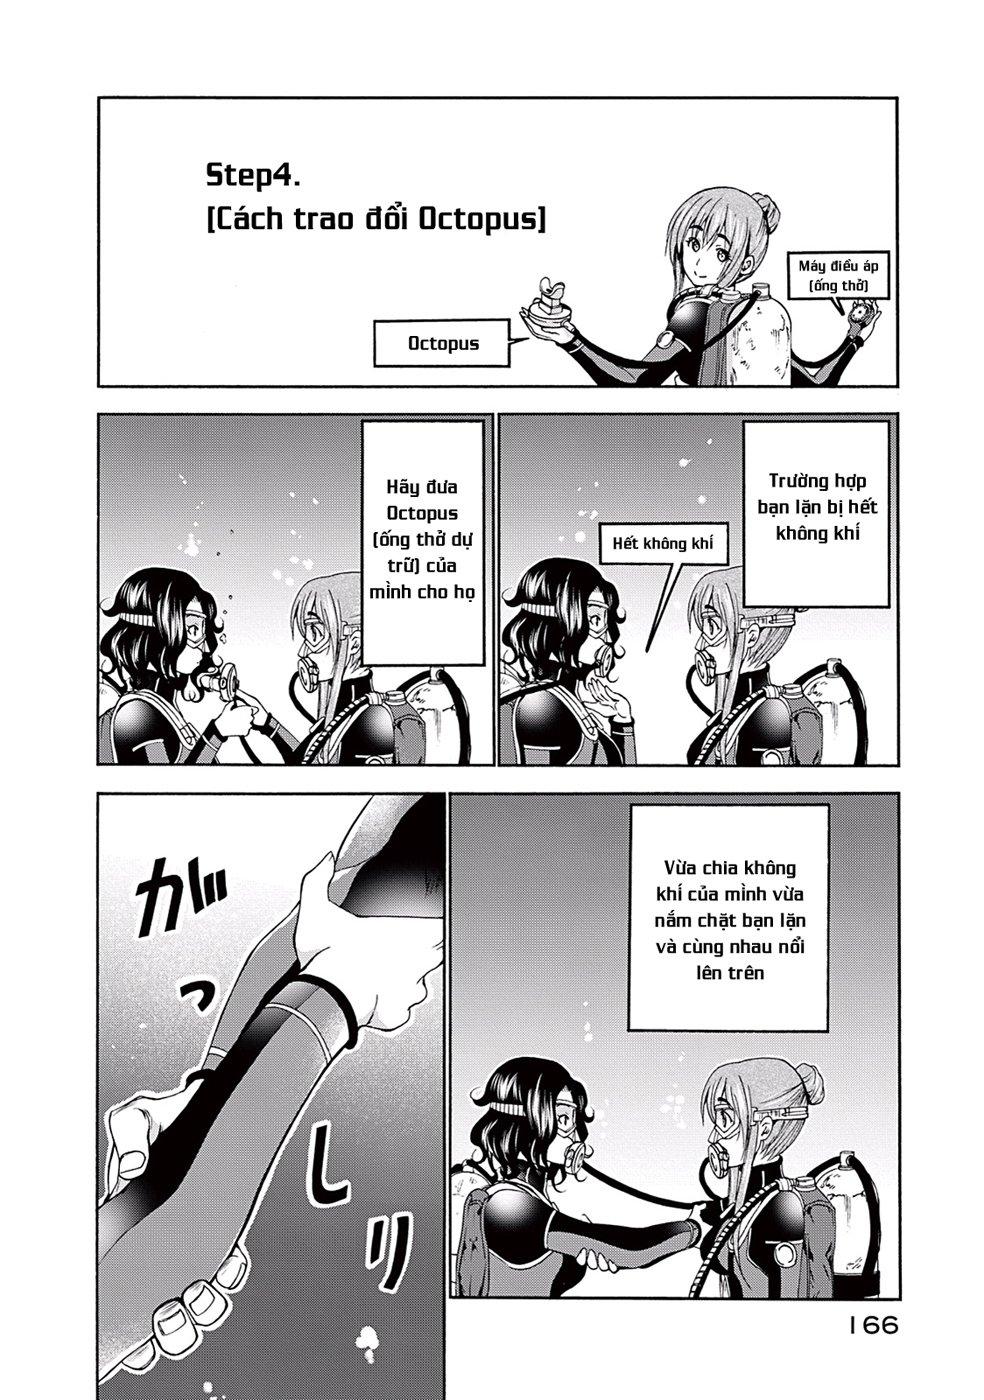 Step4.
[Cách trao đổi Octopus]
Máy điều áp
(ống thở)
Octopus
Trường hợp
bạn lặn bị hết
không khí
Hết không khí
Hãy đưa
Octopus
(ống thở dự
trữ) của
mình cho họ
Vừa chia không
khí của mình vừa
nắm chặt bạn lặn
và cùng nhau nổi
lên trên
ガ
ッ
し
リ
166